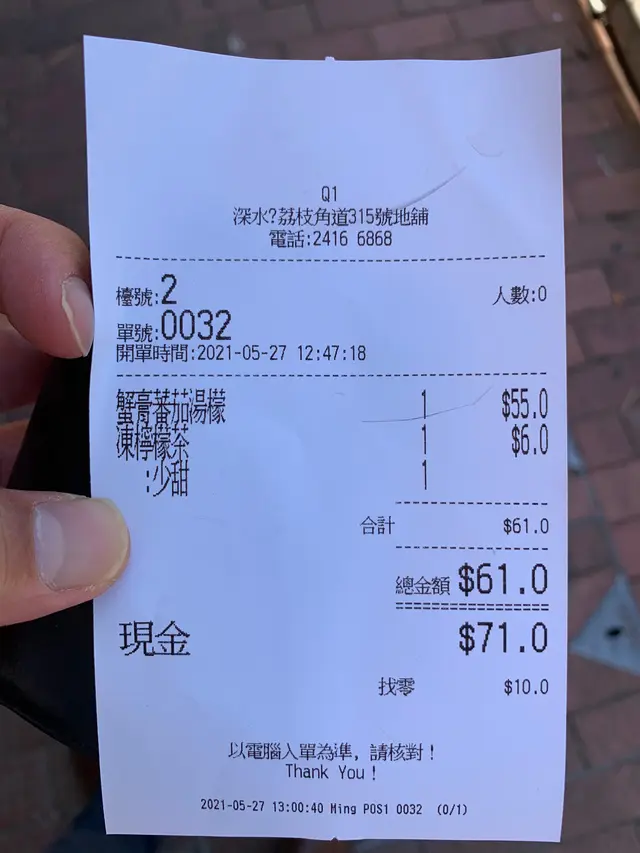 Q1
深水?荔枝角道315號地舖
電話:2416 6868
檯號:2 人數:0
單號:0032
開單時間:2021-05-27 12:47:18
蟹膏蕃茄湯檬 1 $55.0
凍檸檬茶 1 $6.0
:少甜 1
合計 $61.0
總金額 $61.0
現金 $71.0
找零 $10.0
以電腦入單為準, 請核對!
Thank You!
2021-05-27 13:00:40 Ming POS1 0032 (0/1)